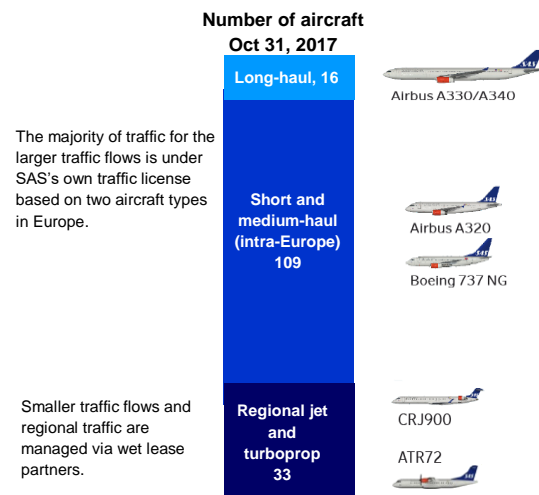 Number of aircraft
Oct 31, 2017
Long-haul, 16
Airbus A330/A340
The majority of traffic for the
larger traffic flows is under
SAS's own traffic license
based on two aircraft types
in Europe.
Short and
medium-haul
(intra-Europe)
109
Airbus A320
Boeing 737 NG
Smaller traffic flows and
regional traffic are
managed via wet lease
partners.
Regional jet
and
turboprop
33
CRJ900
ATR72